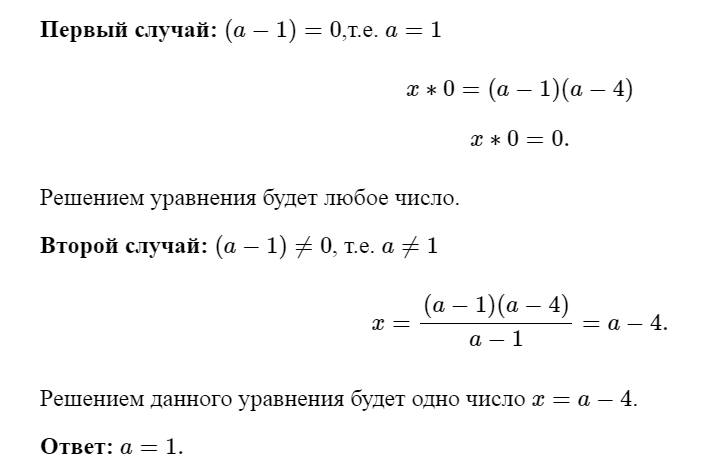 Первый случай: (a − 1) = 0,т.е. a = 1
x ∗ 0 = (a − 1)(a − 4)
x ∗ 0 = 0.
Решением уравнения будет любое число.
Второй случай: (a − 1) ≠ 0, т.е. a ≠ 1
x = \frac{(a − 1)(a − 4)}{a − 1} = a − 4.
Решением данного уравнения будет одно число x = a − 4.
Ответ: a = 1.